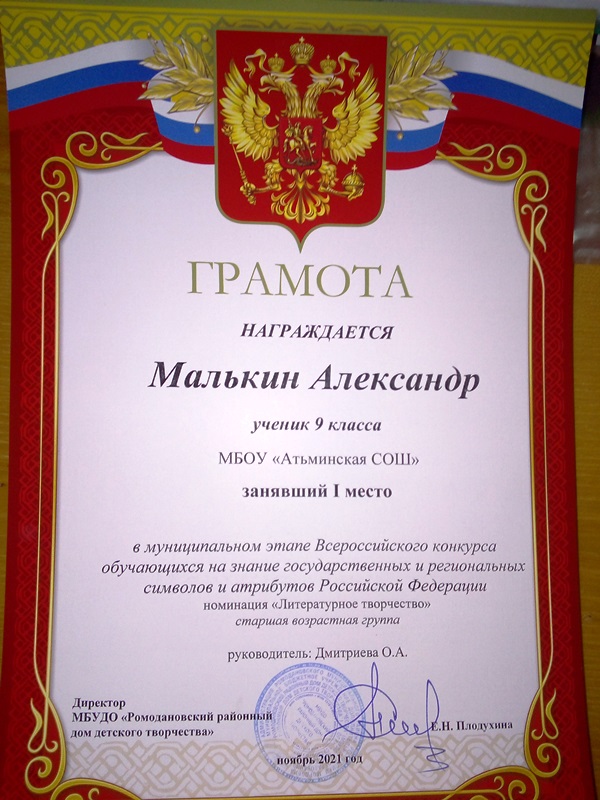 ГРАМОТА
НАГРАЖДАЕТСЯ
Малькин Александр
ученик 9 класса
МБОУ «Атьминская СОШ»
занявший I место
в муниципальном этапе Всероссийского конкурса
обучающихся на знание государственных и региональных
символов и атрибутов Российской Федерации
номинация «Литературное творчество»
старшая возрастная группа
руководитель: Дмитриева О.А.
Директор
МБУДО «Ромодановский районный
дом детского творчества»
Е.Н. Плодухина
ноябрь 2021 год